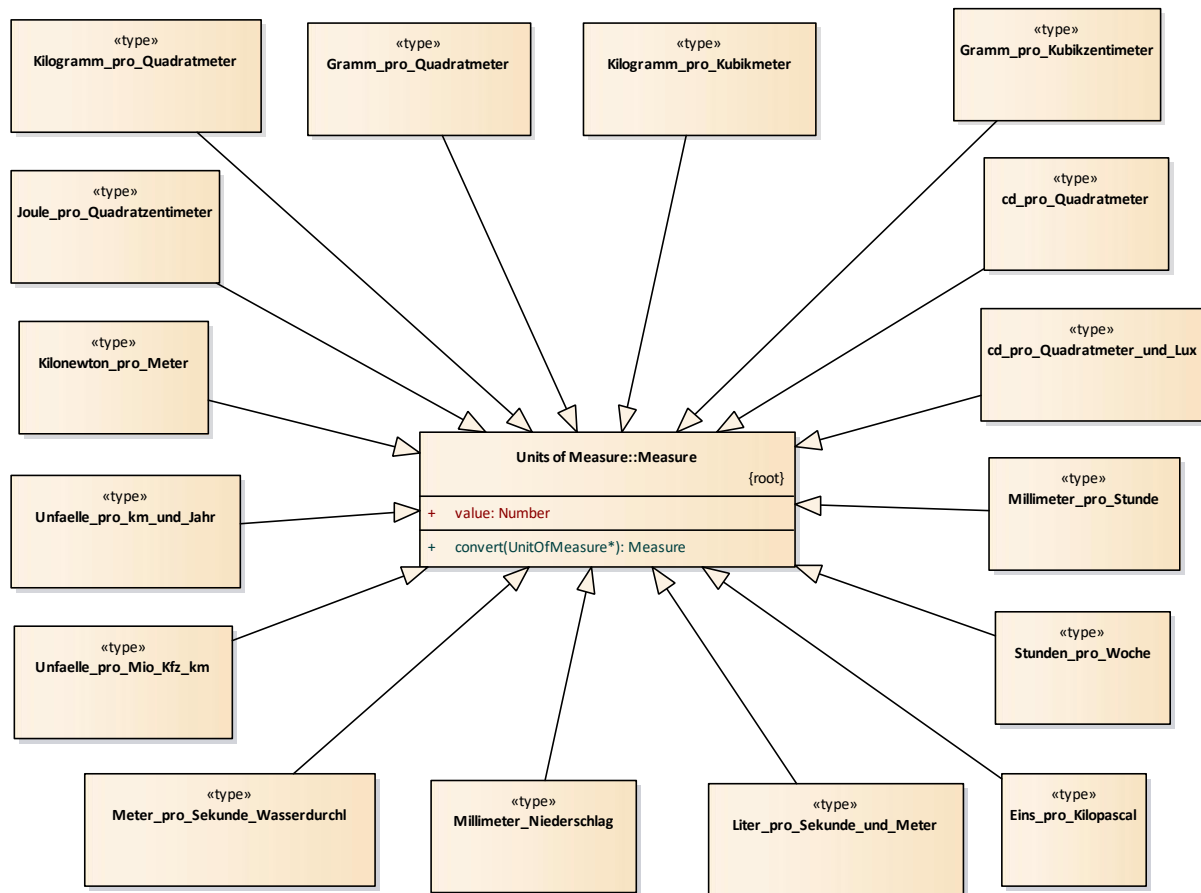 «type»
Kilogramm_pro_Quadratmeter
«type»
Gramm_pro_Quadratmeter
«type»
Kilogramm_pro_Kubikmeter
«type»
Gramm_pro_Kubikzentimeter
«type»
Joule_pro_Quadratzentimeter
«type»
cd_pro_Quadratmeter
«type»
Kilonewton_pro_Meter
«type»
cd_pro_Quadratmeter_und_Lux
Units of Measure::Measure
{root}
+ value: Number
+ convert(UnitOfMeasure*): Measure
«type»
Unfaelle_pro_km_und_Jahr
«type»
Millimeter_pro_Stunde
«type»
Unfaelle_pro_Mio_Kfz_km
«type»
Stunden_pro_Woche
«type»
Meter_pro_Sekunde_Wasserdurchl
«type»
Millimeter_Niederschlag
«type»
Liter_pro_Sekunde_und_Meter
«type»
Eins_pro_Kilopascal